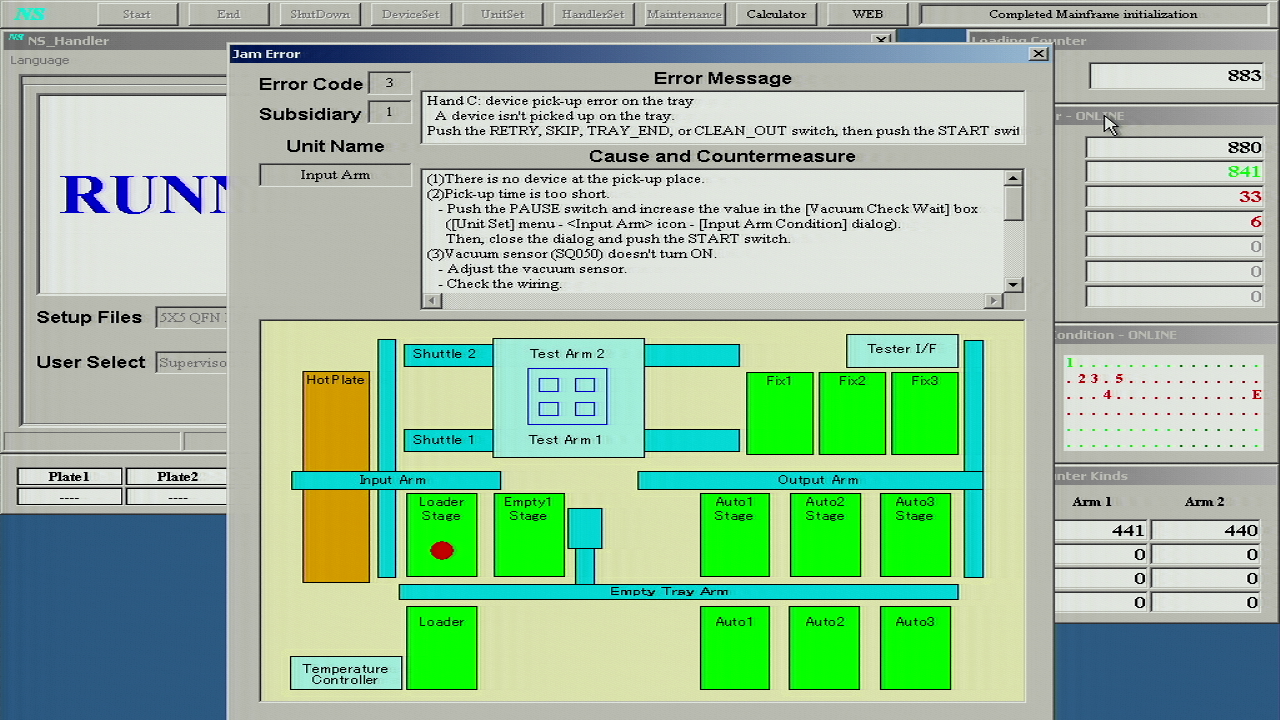 NS
Start
End
ShutDown
DeviceSet
UnitSet
HandlerSet
Maintenance
Calculator
WEB
Completed Mainframe initialization
NS NS_Handler
Language
RUNN
Setup Files
5X5 QFN
User Select
Superviso
Plate1
Plate2
----
----
Jam Error
Error Code
3
Subsidiary
1
Unit Name
Input Arm
Error Message
Hand C: device pick-up error on the tray
A device isn't picked up on the tray.
Push the RETRY, SKIP, TRAY_END, or CLEAN_OUT switch, then push the START swit
Cause and Countermeasure
(1)There is no device at the pick-up place.
(2)Pick-up time is too short.
- Push the PAUSE switch and increase the value in the [Vacuum Check Wait] box
([Unit Set] menu - <Input Arm> icon - [Input Arm Condition] dialog).
Then, close the dialog and push the START switch.
(3)Vacuum sensor (SQ050) doesn't turn ON.
- Adjust the vacuum sensor.
- Check the wiring.
HotPlate
Shuttle 2
Test Arm 2
Tester I/F
Fix1
Fix2
Fix3
Shuttle 1
Test Arm 1
Input Arm
Output Arm
Loader
Stage
Empty1
Stage
Auto1
Stage
Auto2
Stage
Auto3
Stage
Empty Tray Arm
Loader
Auto1
Auto2
Auto3
Temperature
Controller
Loading Counter
883
r - ONLINE
880
841
33
6
0
0
0
ondition - ONLINE
1 . . . . . . . . . . . . . . .
. 2 3 . 5 . . . . . . . . . . .
. . . 4 . . . . . . . . . . . E
unter Kinds
Arm 1
Arm 2
441
440
0
0
0
0
0
0